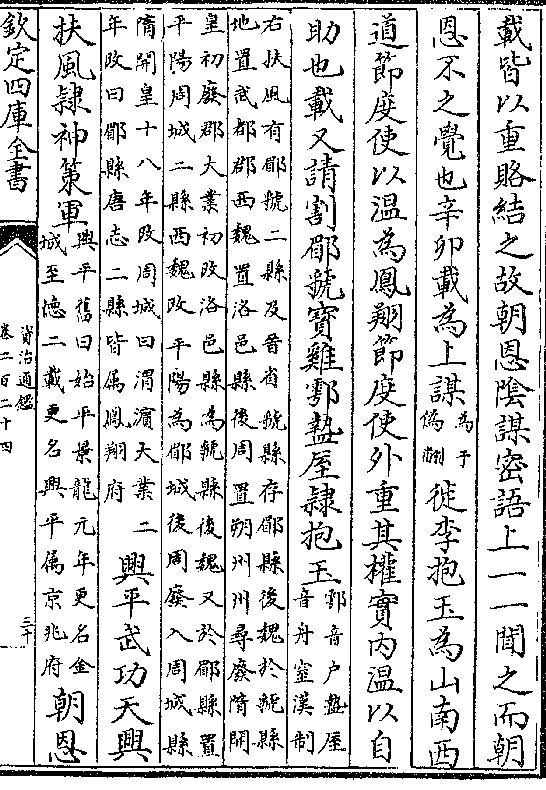 載皆以重賂結之故朝恩陰謀密語上一一聞之而朝
恩不之覺也辛卯載為上謀為于偽翻徙李抱玉為山南西
道節度使以温為鳳翔節度使外重其權實内温以自
助也載又請割郿虢寶雞鄠盩厔隸抱玉鄠音户盩厔音舟窒漢制
右扶風有郿虢二縣及晉省虢縣存郿縣後魏於虢縣
地置武都郡西魏置洛邑縣後周置朔州州尋廢隋開
皇初廢郡大業初改洛邑縣為虢縣後魏又於郿縣置
平陽周城二縣西魏改平陽為郿城後周廢入周城縣
隋開皇十八年改周城曰渭濵大業二
年改曰郿縣唐志二縣皆屬鳳翔府
興平武功天興
扶風隸神策軍興平舊曰始平景龍元年更名金城至德二載更名興平屬京兆府朝恩
欽定四庫全書
資治通鑑
卷二百二十四
三十